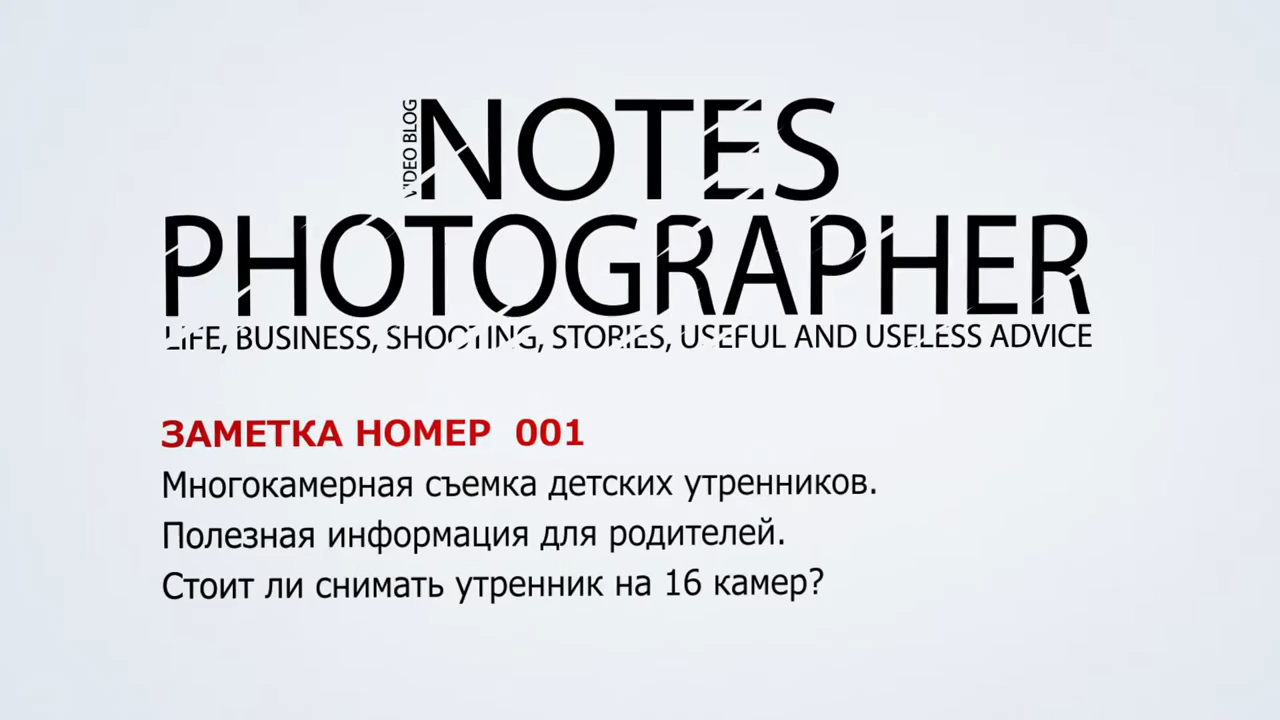 VIDEO BLOG
NOTES
PHOTOGRAPHER
LIFE, BUSINESS, SHOOTING, STORIES, USEFUL AND USELESS ADVICE
ЗАМЕТКА НОМЕР 001
Многокамерная съемка детских утренников.
Полезная информация для родителей.
Стоит ли снимать утренник на 16 камер?